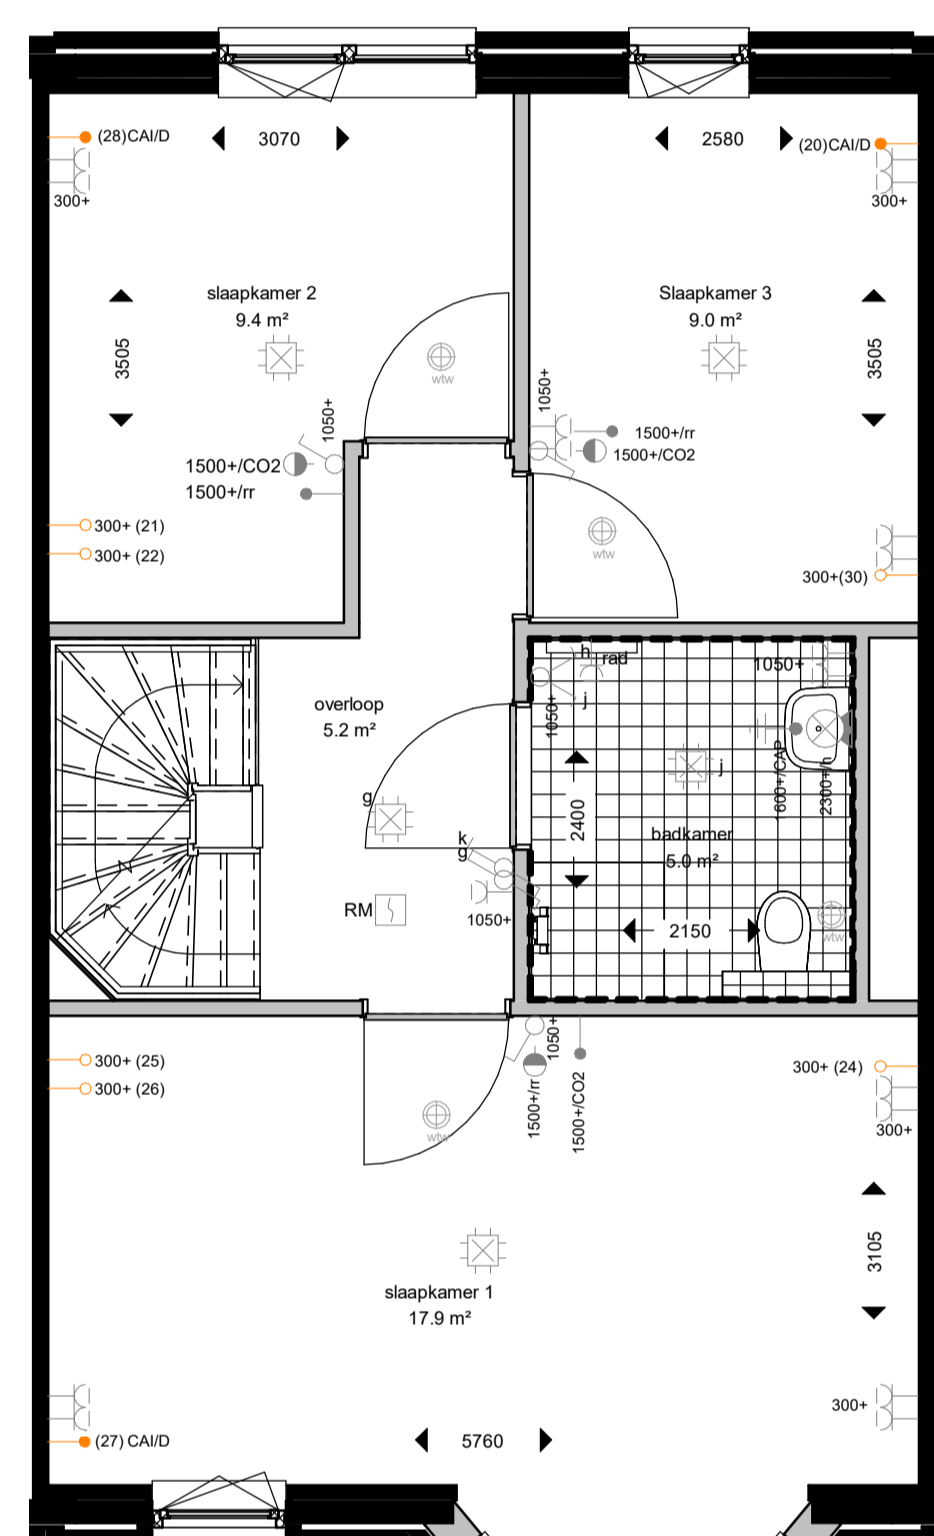 (28)CAI/D
3070
2580
(20)CAI/D
300+
300+
slaapkamer 2
9.4 m²
Slaapkamer 3
9.0 m²
3505
3505
wtw
1050+
1050+
1500+/CO2
1500+/rr
1500+/rr
1500+/CO2
300+ (21)
300+ (22)
wtw
300+(30)
h
rad
1050+
j
1050+
overloop
5.2 m²
j
1600+/CAP
2300+/h
g
2400
k
g
badkamer
5.0 m²
RM
1050+
2150
wtw
300+ (25)
300+ (26)
1050+
1500+/rr
1500+/CO2
300+ (24)
300+
wtw
3105
slaapkamer 1
17.9 m²
300+
(27) CAI/D
5760